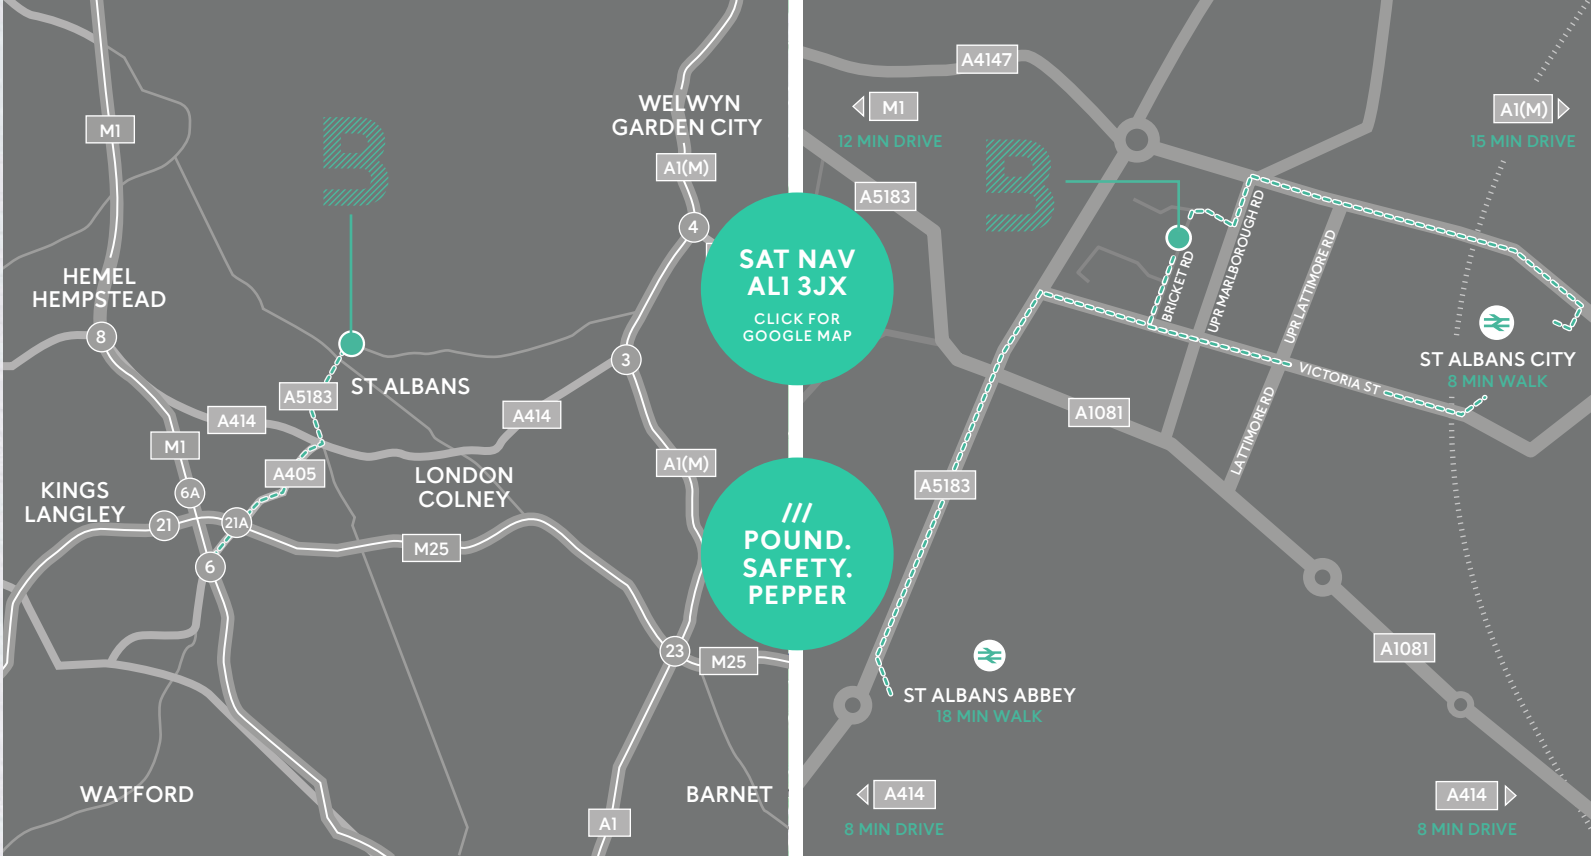 M1
WELWYN
GARDEN CITY
A1(M)
4
B
HEMEL
HEMPSTEAD
8
3
ST ALBANS
A5183
A414
A414
M1
A405
LONDON
COLNEY
A1(M)
KINGS
LANGLEY
6A
21
21A
M25
6
23
M25
WATFORD
BARNET
A1
SAT NAV
AL1 3JX
CLICK FOR
GOOGLE MAP
///
POUND.
SAFETY.
PEPPER
A4147
M1
12 MIN DRIVE
A1(M)
15 MIN DRIVE
B
A5183
BRICKET RD
UPR MARLBOROUGH RD
UPR LATTIMORE RD
ST ALBANS CITY
8 MIN WALK
VICTORIA ST
A1081
LATTIMORE RD
A5183
A1081
ST ALBANS ABBEY
18 MIN WALK
A414
8 MIN DRIVE
A414
8 MIN DRIVE